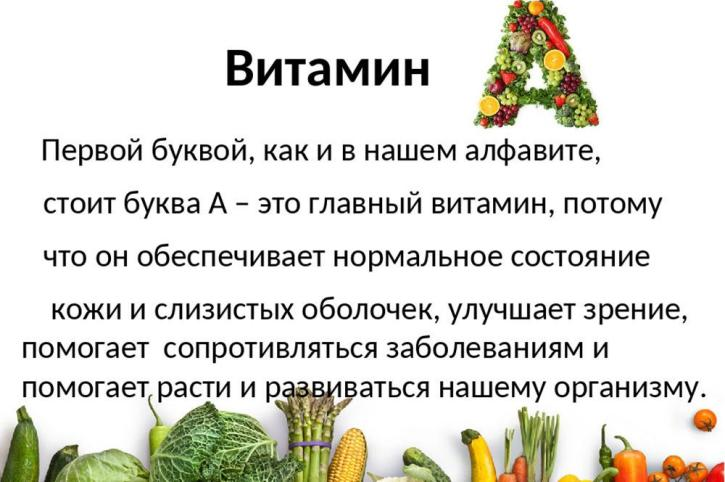 Витамин А
Первой буквой, как и в нашем алфавите,
стоит буква А – это главный витамин, потому
что он обеспечивает нормальное состояние
кожи и слизистых оболочек, улучшает зрение,
помогает сопротивляться заболеваниям и
помогает расти и развиваться нашему организму.